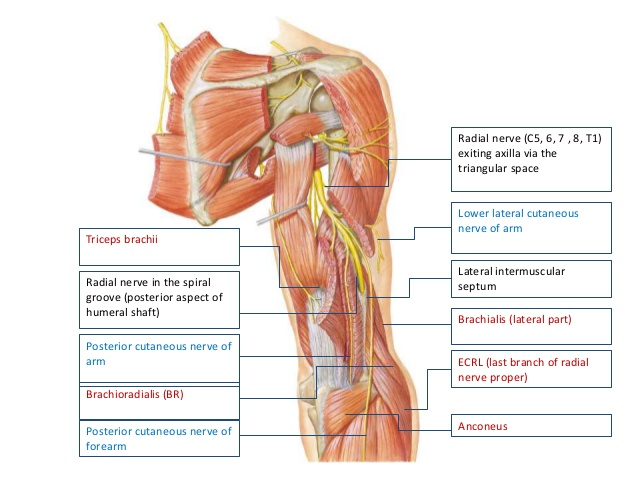 Radial nerve (C5, 6, 7 , 8, T1)
exiting axilla via the
triangular space
Lower lateral cutaneous
nerve of arm
Triceps brachii
Lateral intermuscular
septum
Radial nerve in the spiral
groove (posterior aspect of
humeral shaft)
Brachialis (lateral part)
Posterior cutaneous nerve of
arm
ECRL (last branch of radial
nerve proper)
Brachioradialis (BR)
Anconeus
Posterior cutaneous nerve of
forearm